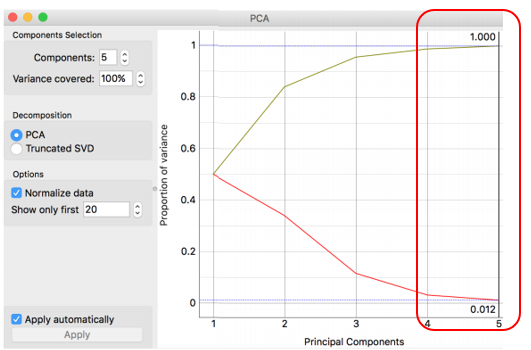 PCA
Components Selection
Components: 5
Variance covered: 100%
Decomposition
PCA
Truncated SVD
Options
Normalize data
Show only first 20
Apply automatically
Apply
Proportion of variance
1
0.8
0.6
0.4
0.2
0
1.000
0.012
1 2 3 4 5
Principal Components